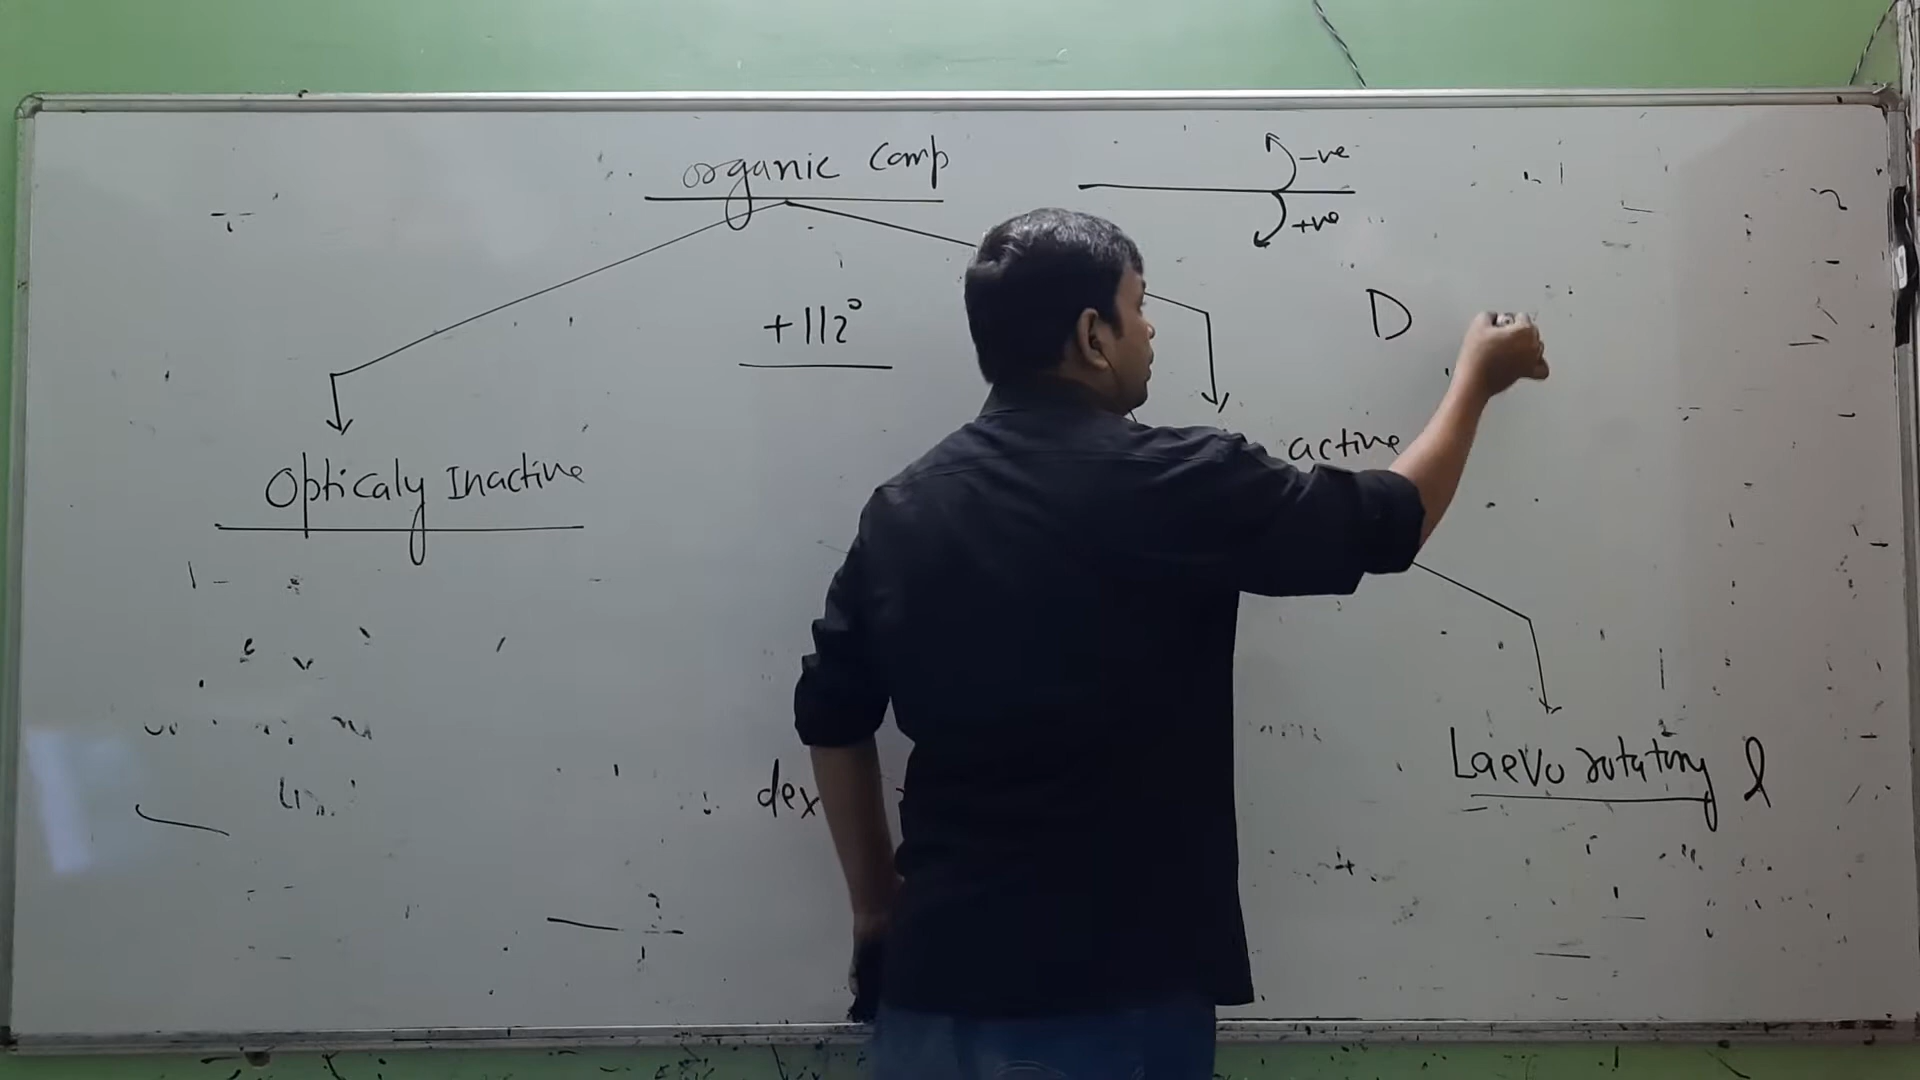 organic comp
-ve
+ve
+112°
D
Opticaly Inactive
active
dex
Laevo rotating l